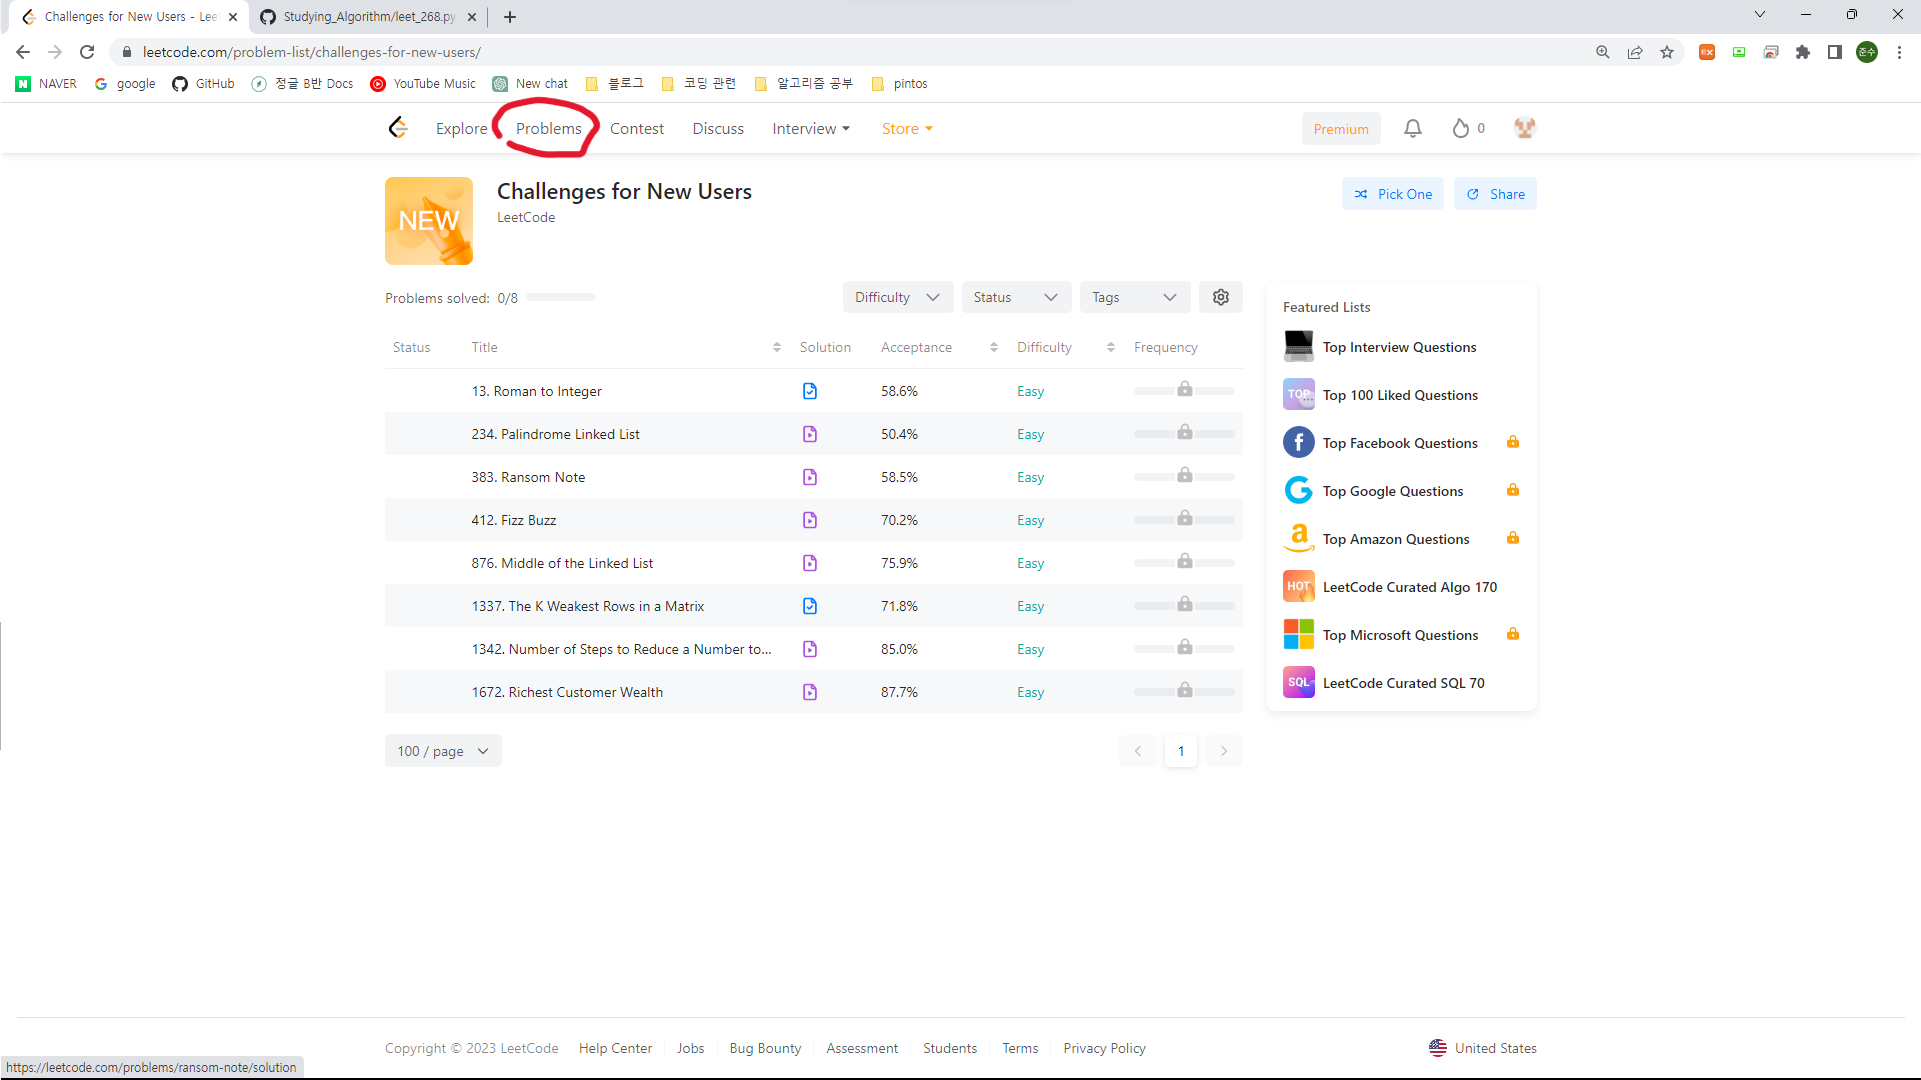 Challenges for New Users - Lee
Studying_Algorithm/leet_268.py
leetcode.com/problem-list/challenges-for-new-users/
EX
준수
NAVER google GitHub 정글 B반 Docs YouTube Music New chat 블로그 코딩 관련 알고리즘 공부 pintos
Explore Problems Contest Discuss Interview Store Premium 0
NEW
Challenges for New Users
LeetCode
Pick One Share
Problems solved: 0/8 Difficulty Status Tags
Status Title Solution Acceptance Difficulty Frequency
13. Roman to Integer 58.6% Easy
234. Palindrome Linked List 50.4% Easy
383. Ransom Note 58.5% Easy
412. Fizz Buzz 70.2% Easy
876. Middle of the Linked List 75.9% Easy
1337. The K Weakest Rows in a Matrix 71.8% Easy
1342. Number of Steps to Reduce a Number to... 85.0% Easy
1672. Richest Customer Wealth 87.7% Easy
100 / page 1
Featured Lists
Top Interview Questions
TOP... Top 100 Liked Questions
Top Facebook Questions
Top Google Questions
Top Amazon Questions
HOT LeetCode Curated Algo 170
Top Microsoft Questions
SQL LeetCode Curated SQL 70
Copyright © 2023 LeetCode Help Center Jobs Bug Bounty Assessment Students Terms Privacy Policy United States
https://leetcode.com/problems/ransom-note/solution